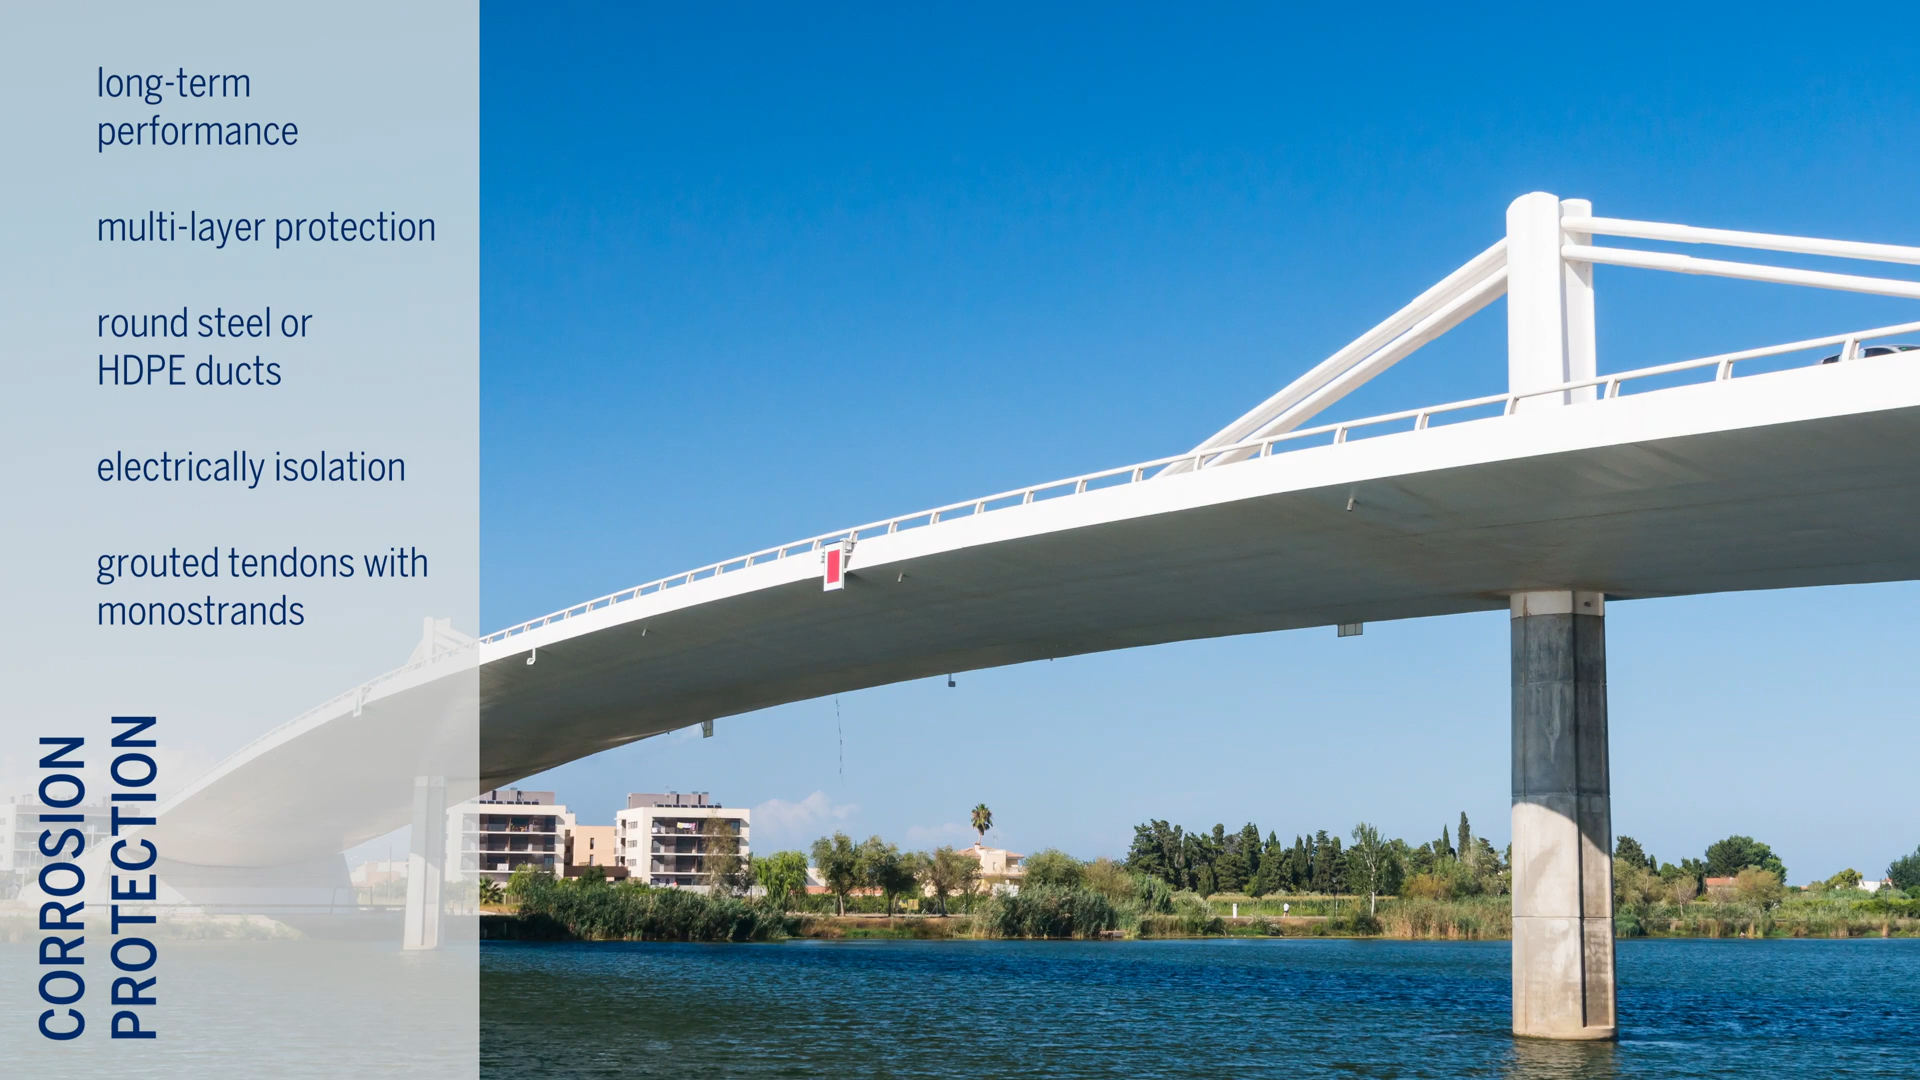 long-term
performance
multi-layer protection
round steel or
HDPE ducts
electrically isolation
grouted tendons with
monostrands
CORROSION
PROTECTION